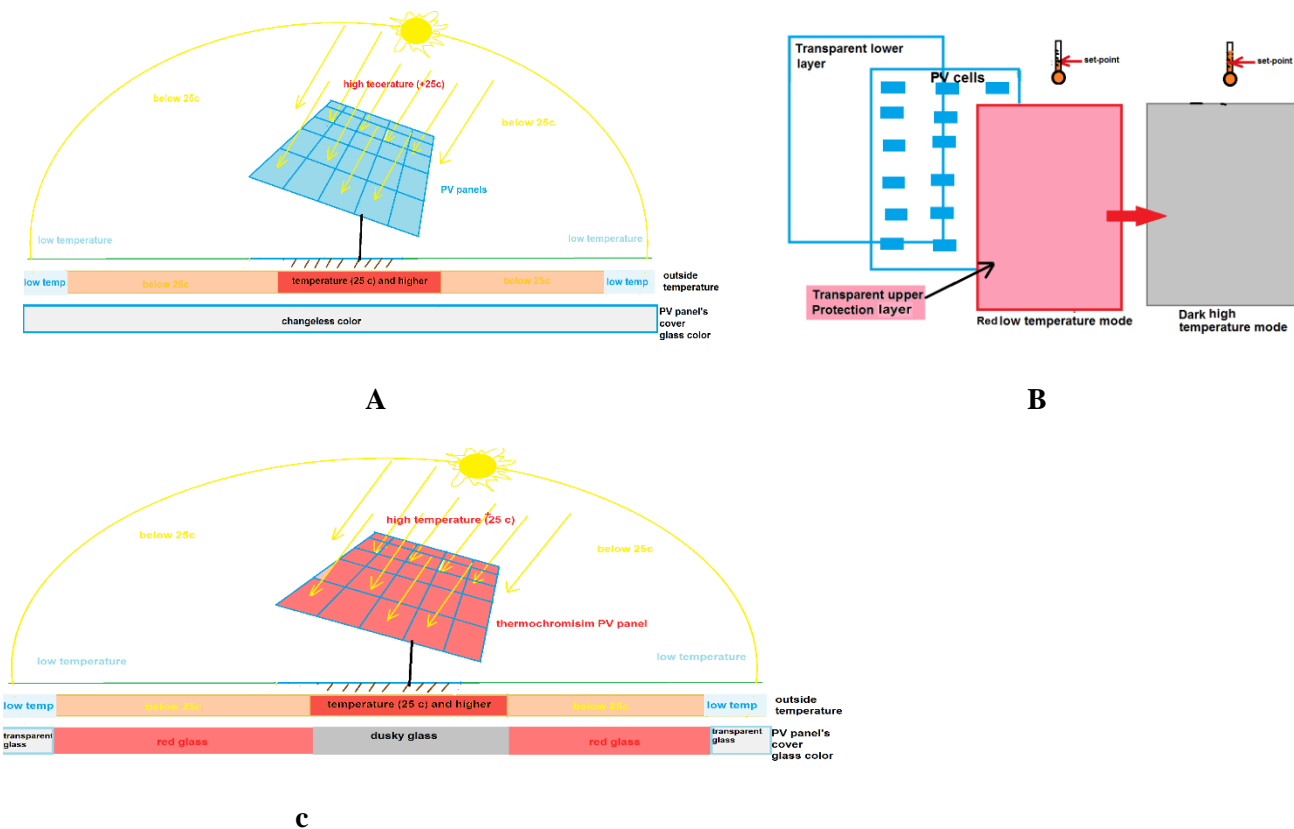 high tecerature (+25c)
below 25c
below 25c.
PV panels
low temperature
low temperature
low temp
below 25c
temperature (25 c) and higher
below 25c
low temp
outside
temperature
changeless color
PV panel's
cover
glass color
A
Transparent lower
layer
PV cells
set-point
set-point
Transparent upper
Protection layer
Red low temperature mode
Dark high
temperature mode
B
high temperature (25 c)
+
below 25c
below 25c
thermochromisim PV panel
low temperature
low temperature
low temp
below 25c
temperature (25 c) and higher
below 25c
low temp
outside
temperature
transparent
glass
red glass
dusky glass
red glass
transparent
glass
PV panel's
cover
glass color
c